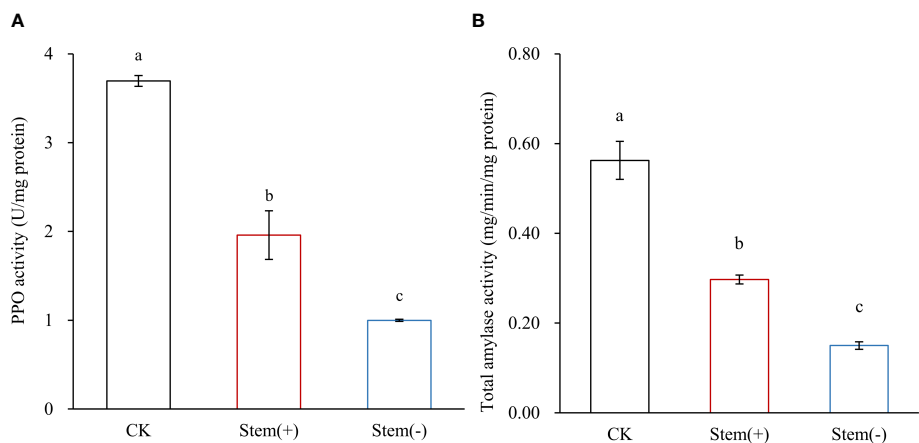 A
PPO activity (U/mg protein)
4
3
2
1
0
a
b
c
CK
Stem(+)
Stem(-)
B
Total amylase activity (mg/min/mg protein)
0.80
0.60
0.40
0.20
0.00
a
b
c
CK
Stem(+)
Stem(-)